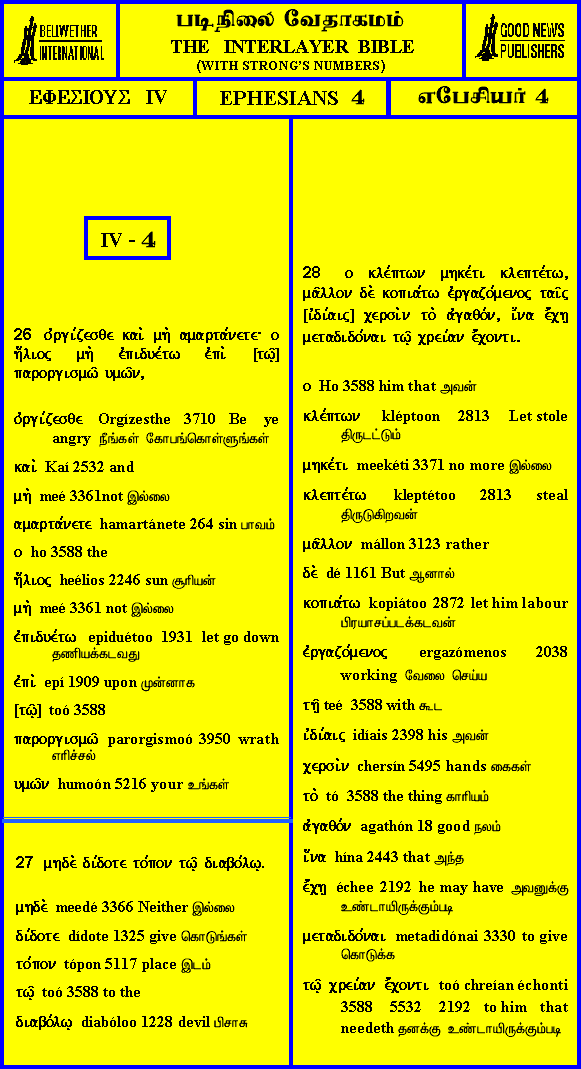 BELLWETHER
INTERNATIONAL
படிநிலை வேதாகமம்
THE INTERLAYER BIBLE
(WITH STRONG'S NUMBERS)
GOOD NEWS
PUBLISHERS
ΕΦΕΣΙΟΥΣ IV
EPHESIANS 4
எபேசியர் 4
IV - 4
26 ὀργίζεσθε καὶ μὴ αμαρτάνετε· ο
ἥλιος μὴ ἐπιδυέτω ἐπὶ [τῷ]
παροργισμῶ υμῶν,
ὀργίζεσθε Orgízesthe 3710 Be ye
angry நீங்கள் கோபங்கொள்ளுங்கள்
καὶ Kaí 2532 and
μὴ meé 3361not இல்லை
αμαρτάνετε hamartánete 264 sin பாவம்
ο ho 3588 the
ἥλιος heélios 2246 sun சூரியன்
μὴ meé 3361 not இல்லை
ἐπιδυέτω epiduétoo 1931 let go down
தணியக்கடவது
ἐπὶ epí 1909 upon முன்னாக
[τῷ] toó 3588
παροργισμῶ parorgismoó 3950 wrath
எரிச்சல்
υμῶν humoón 5216 your உங்கள்
27 μηδὲ δίδοτε τόπον τῷ διαβόλῳ.
μηδὲ meedé 3366 Neither இல்லை
δίδοτε dídote 1325 give கொடுங்கள்
τόπον tópon 5117 place இடம்
τῷ toó 3588 to the
διαβόλῳ diabóloo 1228 devil பிசாசு
28 ο κλέπτων μηκέτι κλεπτέτω,
μᾶλλον δὲ κοπιάτω ἐργαζόμενος ταῖς
[ἰδίαις] χερσὶν τὸ ἀγαθόν, ἵνα ἔχῃ
μεταδιδόναι τῷ χρείαν ἔχοντι.
ο Ho 3588 him that அவன்
κλέπτων kléptoon 2813 Let stole
திருடட்டும்
μηκέτι meekéti 3371 no more இல்லை
κλεπτέτω kleptétoo 2813 steal
திருடுகிறவன்
μᾶλλον mállon 3123 rather
δὲ dé 1161 But ஆனால்
κοπιάτω kopiátoo 2872 let him labour
பிரயாசப்படக்கடவன்
ἐργαζόμενος ergazómenos 2038
working வேலை செய்ய
τῇ teé 3588 with கூட
ἰδίαις idíais 2398 his அவன்
χερσὶν chersín 5495 hands கைகள்
τὸ tó 3588 the thing காரியம்
ἀγαθόν agathón 18 good நலம்
ἵνα hína 2443 that அந்த
ἔχῃ échee 2192 he may have அவனுக்கு
உண்டாயிருக்கும்படி
μεταδιδόναι metadidónai 3330 to give
கொடுக்க
τῷ χρείαν ἔχοντι toó chreían échonti
3588 5532 2192 to him that
needeth தனக்கு உண்டாயிருக்கும்படி